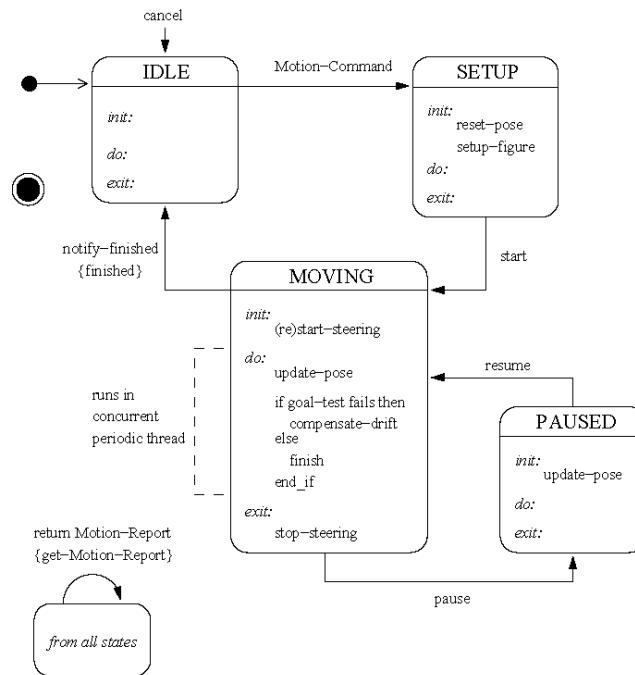 cancel
IDLE
Motion-Command
SETUP
init:
do:
exit:
init:
reset-pose
setup-figure
do:
exit:
notify-finished
{finished}
start
MOVING
init:
(re)start-steering
do:
update-pose
if goal-test fails then
compensate-drift
else
finish
end_if
exit:
stop-steering
runs in
concurrent
periodic thread
resume
PAUSED
init:
update-pose
do:
exit:
pause
return Motion-Report
{get-Motion-Report}
from all states